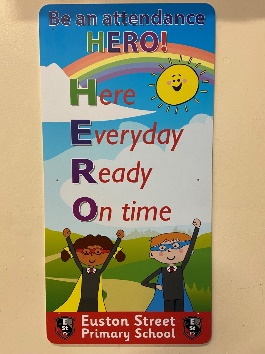 Be an attendance
HERO!
Here
Everyday
Ready
On time
Euston Street
Primary School